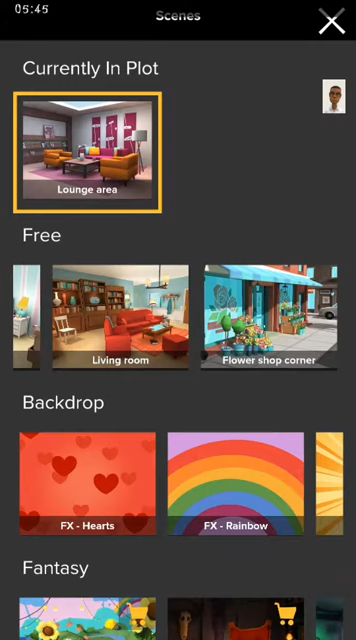 05:45
Scenes
Currently In Plot
Lounge area
Free
Living room
Flower shop corner
Backdrop
FX - Hearts
FX - Rainbow
Fantasy